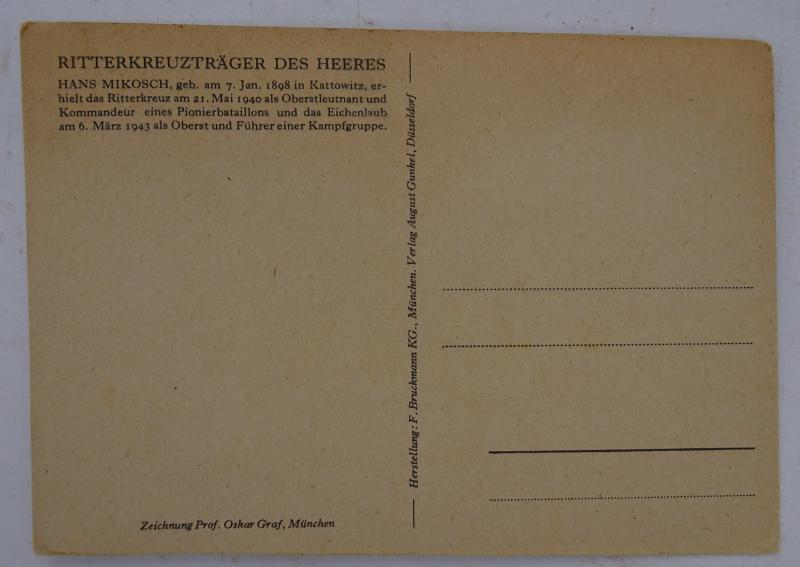 RITTERKREUZTRÄGER DES HEERES
HANS MIKOSCH, geb. am 7. Jan. 1898 in Kattowitz, er-
hielt das Ritterkreuz am 21. Mai 1940 als Oberstleutnant und
Kommandeur eines Pionierbataillons und das Eichenlaub
am 6. März 1943 als Oberst und Führer einer Kampfgruppe.
Zeichnung Prof. Oskar Graf, München
Herstellung: F. Bruckmann KG., München. Verlag August Gunkel, Düsseldorf